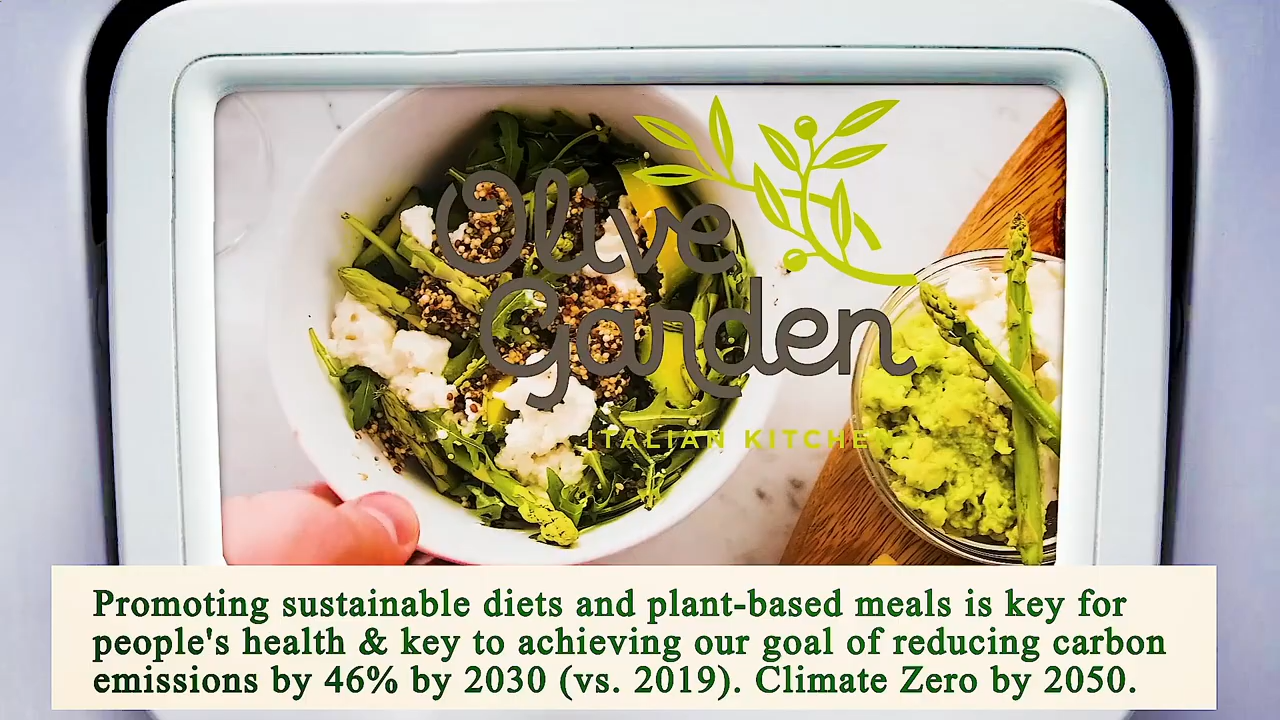 Olive
Garden
ITALIAN KITCHEN
Promoting sustainable diets and plant-based meals is key for
people's health & key to achieving our goal of reducing carbon
emissions by 46% by 2030 (vs. 2019). Climate Zero by 2050.